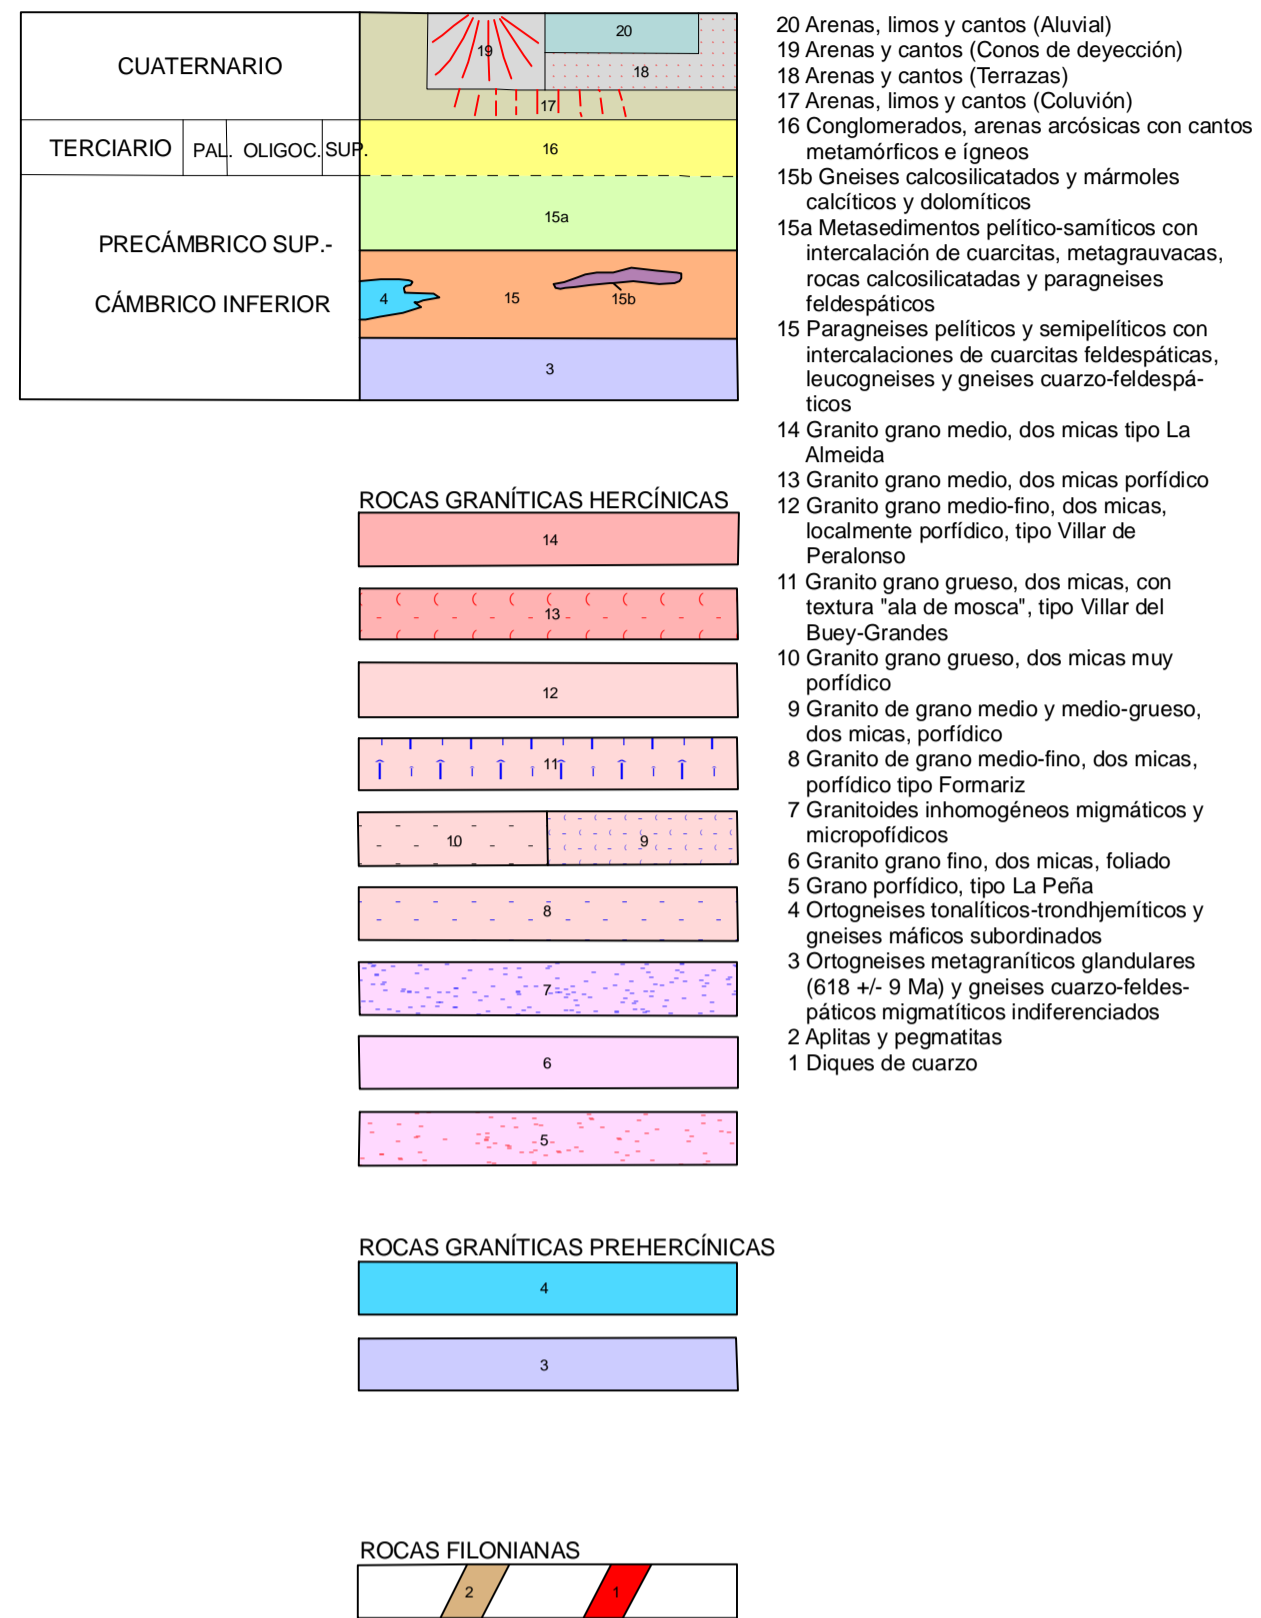 CUATERNARIO
19
20
18
17
TERCIARIO PAL. OLIGOC. SUP.
16
PRECÁMBRICO SUP.-
CÁMBRICO INFERIOR
15a
4
15
15b
3
ROCAS GRANÍTICAS HERCÍNICAS
14
13
12
11
10
9
8
7
6
5
ROCAS GRANÍTICAS PREHERCÍNICAS
4
3
ROCAS FILONIANAS
2
1
20 Arenas, limos y cantos (Aluvial)
19 Arenas y cantos (Conos de deyección)
18 Arenas y cantos (Terrazas)
17 Arenas, limos y cantos (Coluvión)
16 Conglomerados, arenas arcósicas con cantos
metamórficos e ígneos
15b Gneises calcosilicatados y mármoles
calcíticos y dolomíticos
15a Metasedimentos pelítico-samíticos con
intercalación de cuarcitas, metagrauvacas,
rocas calcosilicatadas y paragneises
feldespáticos
15 Paragneises pelíticos y semipelíticos con
intercalaciones de cuarcitas feldespáticas,
leucogneises y gneises cuarzo-feldespá-
ticos
14 Granito grano medio, dos micas tipo La
Almeida
13 Granito grano medio, dos micas porfídico
12 Granito grano medio-fino, dos micas,
localmente porfídico, tipo Villar de
Peralonso
11 Granito grano grueso, dos micas, con
textura "ala de mosca", tipo Villar del
Buey-Grandes
10 Granito grano grueso, dos micas muy
porfídico
9 Granito de grano medio y medio-grueso,
dos micas, porfídico
8 Granito de grano medio-fino, dos micas,
porfídico tipo Formariz
7 Granitoides inhomogéneos migmáticos y
micropofídicos
6 Granito grano fino, dos micas, foliado
5 Grano porfídico, tipo La Peña
4 Ortogneises tonalíticos-trondhjemíticos y
gneises máficos subordinados
3 Ortogneises metagraníticos glandulares
(618 +/- 9 Ma) y gneises cuarzo-feldes-
páticos migmatíticos indiferenciados
2 Aplitas y pegmatitas
1 Diques de cuarzo